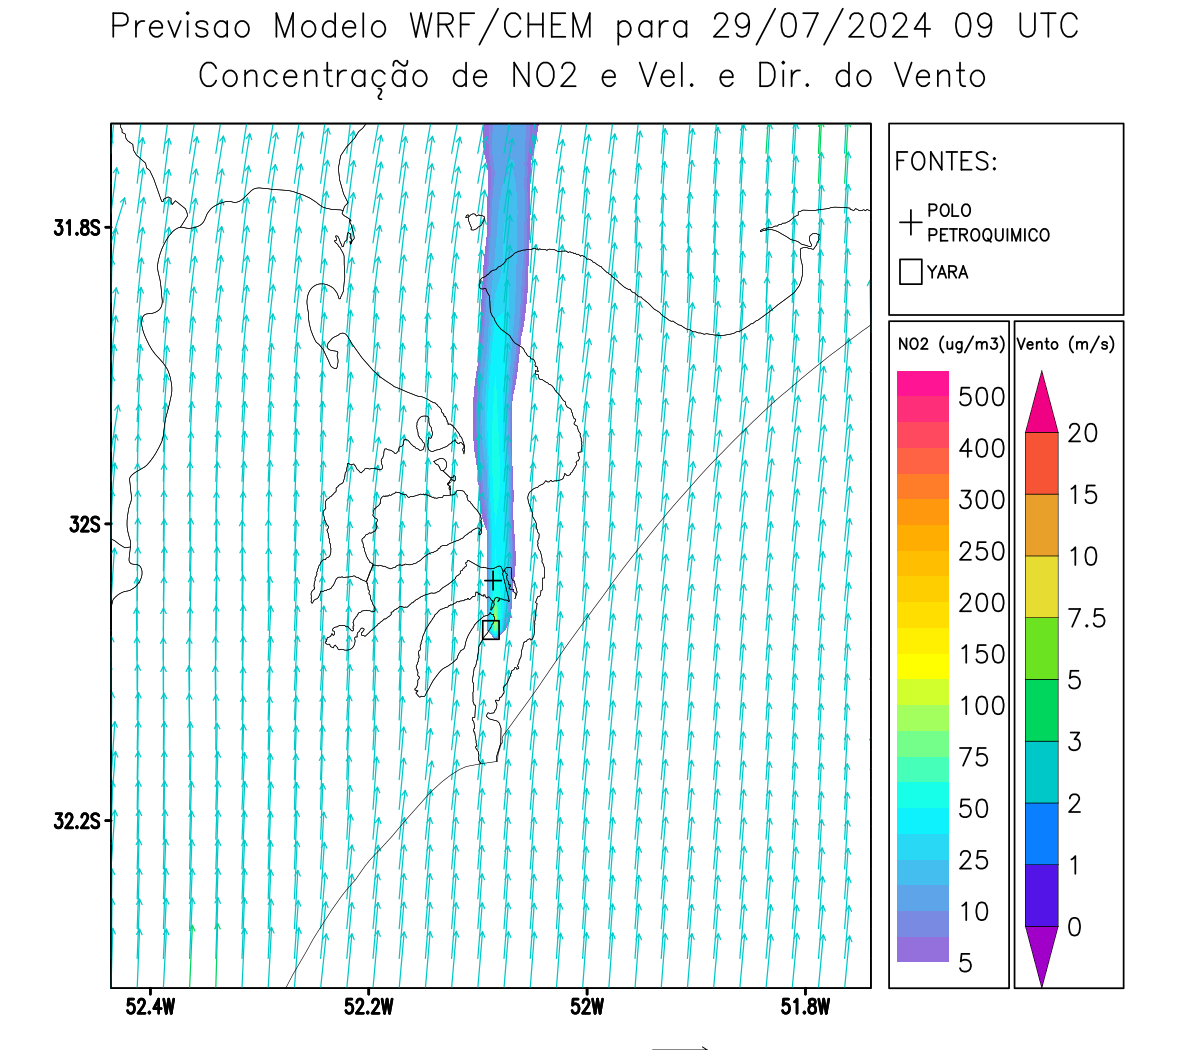 Previsao Modelo WRF/CHEM para 29/07/2024 09 UTC
Concentração de NO2 e Vel. e Dir. do Vento
FONTES:
POLO
PETROQUIMICO
YARA
31.8S
32S
32.2S
52.4W
52.2W
52W
51.8W
NO2 (ug/m3)
500
400
300
250
200
150
100
75
50
25
10
5
Vento (m/s)
20
15
10
7.5
5
3
2
1
0